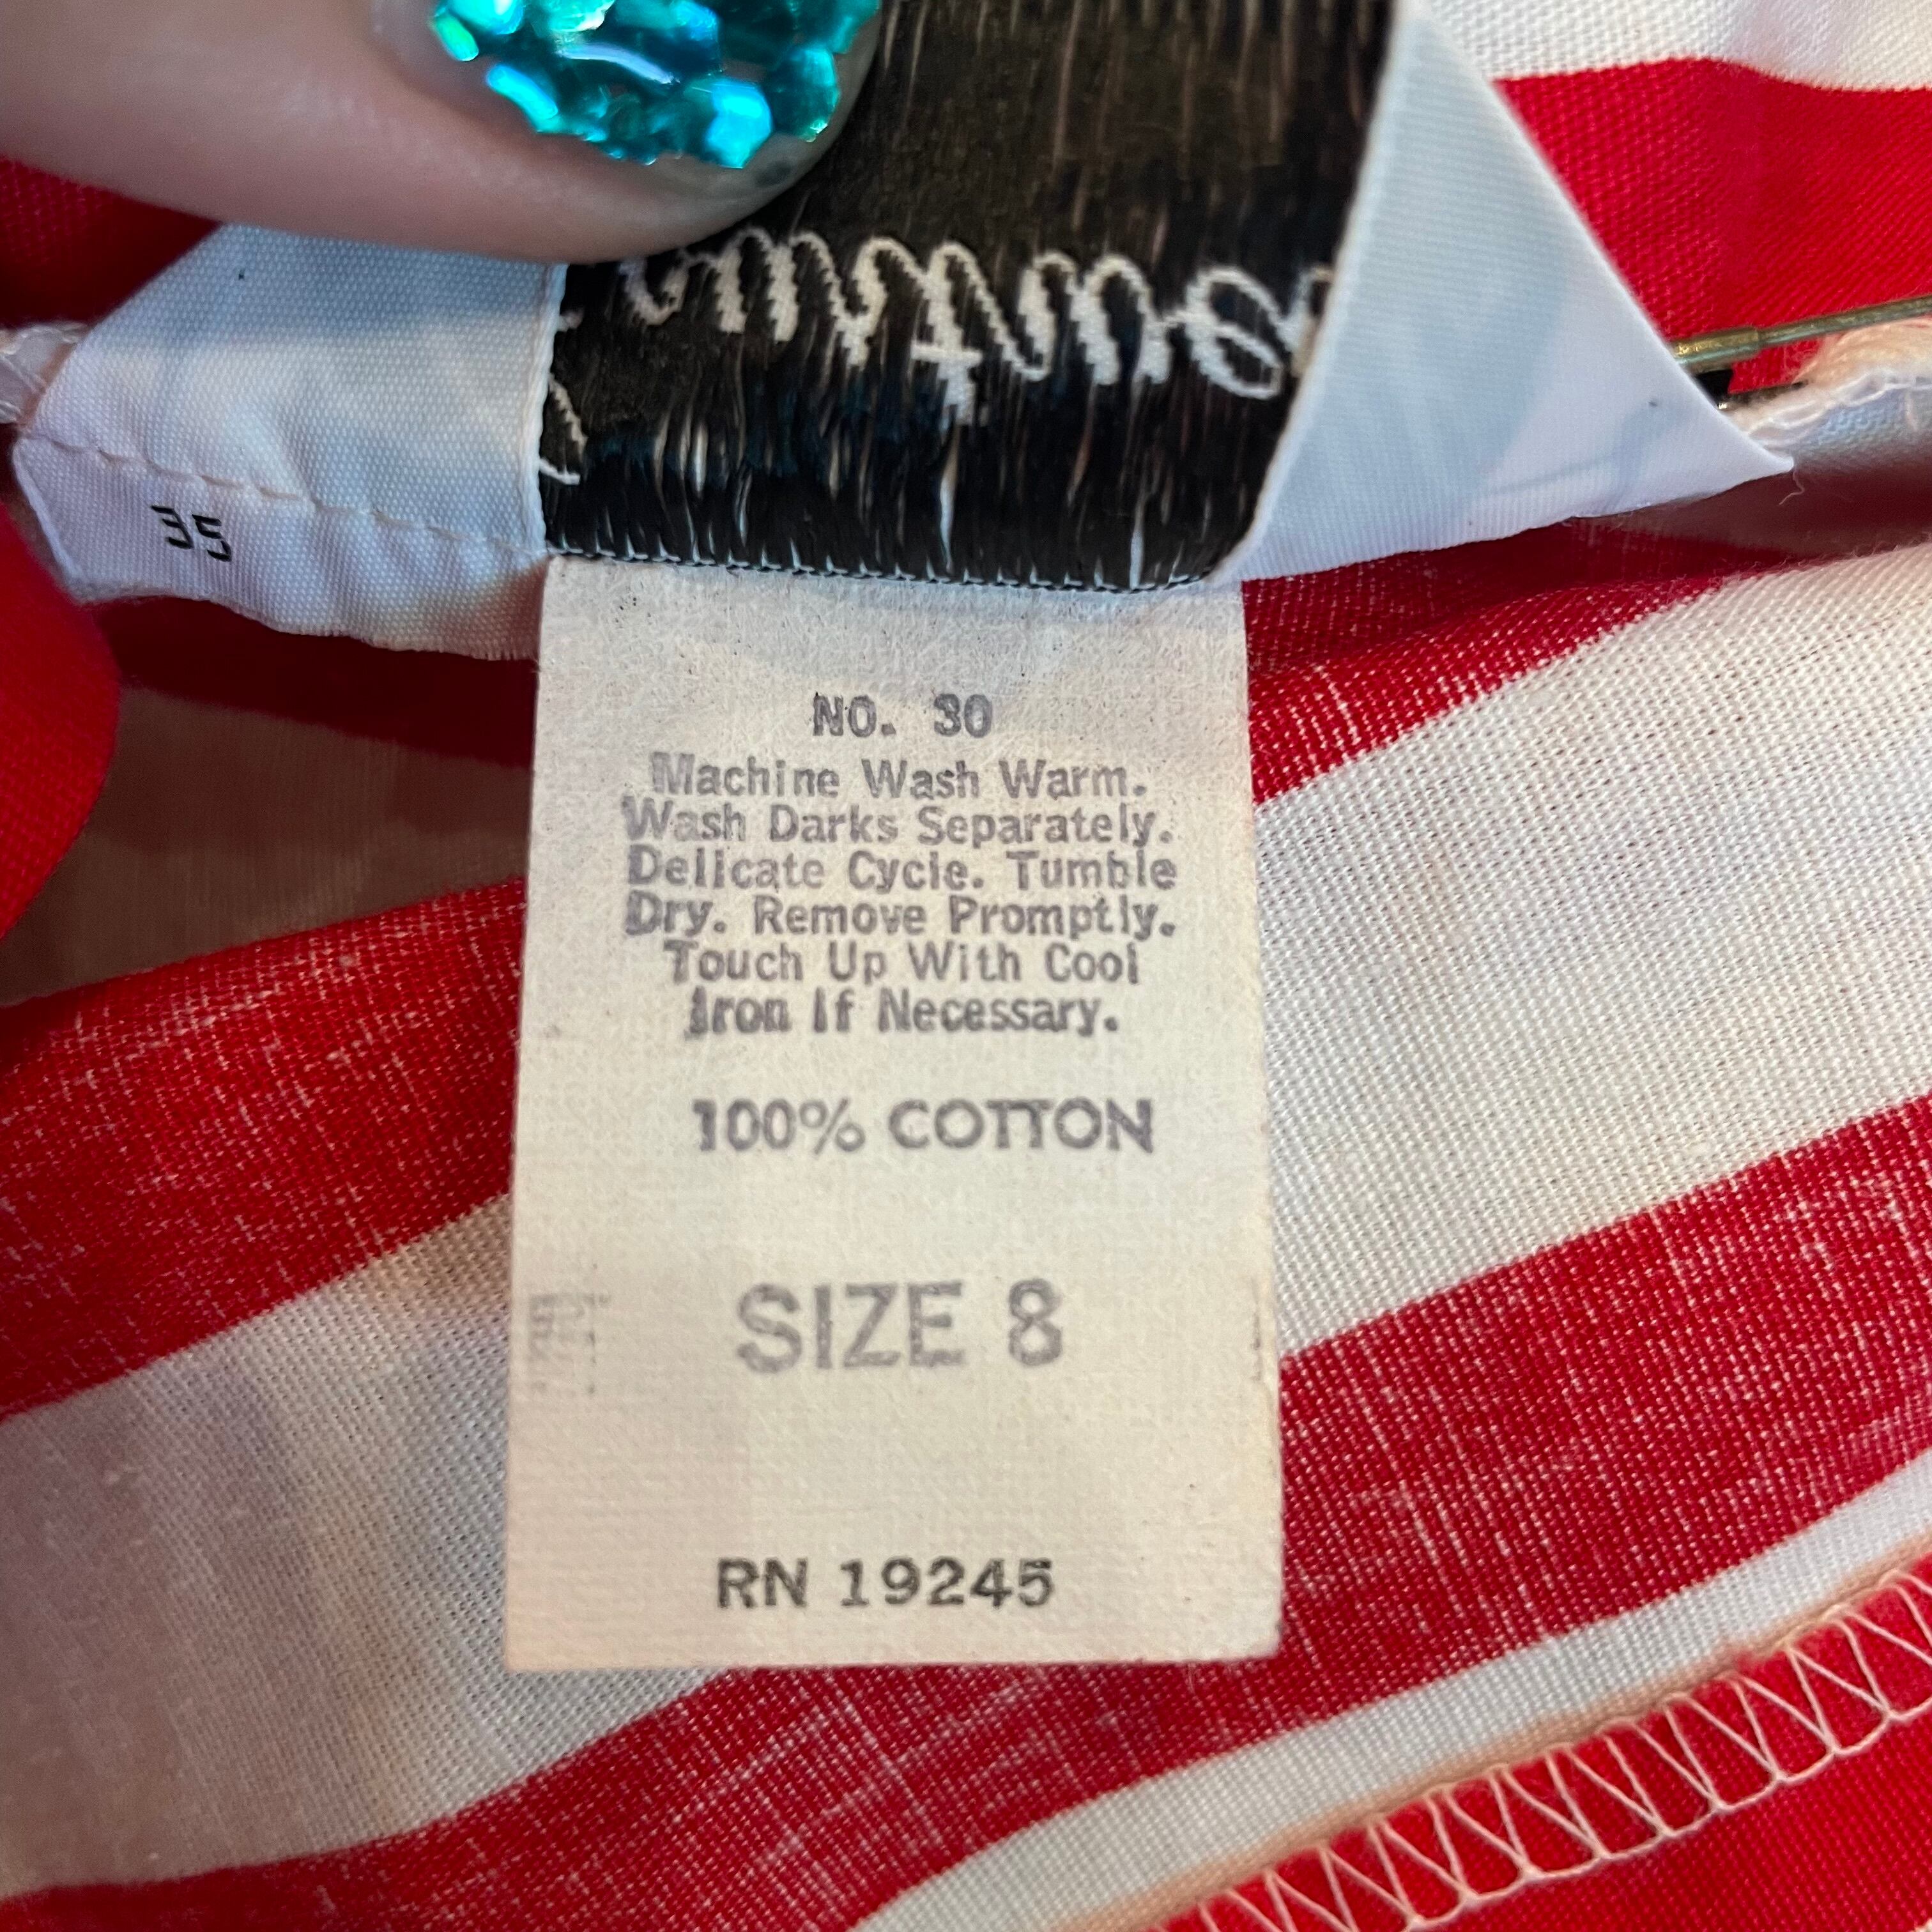 35
NO. 30
Machine Wash Warm.
Wash Darks Separately.
Delicate Cycle. Tumble
Dry. Remove Promptly.
Touch Up With Cool
Iron If Necessary.
100% COTTON
SIZE 8
RN 19245